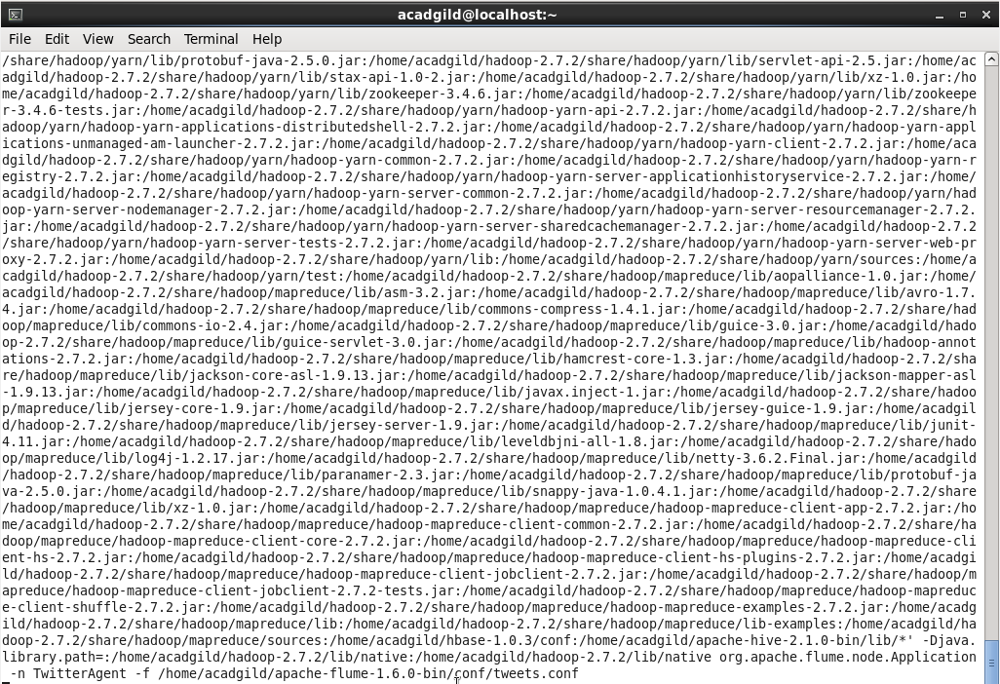 acadgild@localhost:~
File Edit View Search Terminal Help
/share/hadoop/yarn/lib/protobuf-java-2.5.0.jar:/home/acadgild/hadoop-2.7.2/share/hadoop/yarn/lib/servlet-api-2.5.jar:/home/ac
adgild/hadoop-2.7.2/share/hadoop/yarn/lib/stax-api-1.0-2.jar:/home/acadgild/hadoop-2.7.2/share/hadoop/yarn/lib/xz-1.0.jar:/ho
me/acadgild/hadoop-2.7.2/share/hadoop/yarn/lib/zookeeper-3.4.6.jar:/home/acadgild/hadoop-2.7.2/share/hadoop/yarn/lib/zookeepe
r-3.4.6-tests.jar:/home/acadgild/hadoop-2.7.2/share/hadoop/yarn/hadoop-yarn-api-2.7.2.jar:/home/acadgild/hadoop-2.7.2/share/h
adoop/yarn/hadoop-yarn-applications-distributedshell-2.7.2.jar:/home/acadgild/hadoop-2.7.2/share/hadoop/yarn/hadoop-yarn-appl
ications-unmanaged-am-launcher-2.7.2.jar:/home/acadgild/hadoop-2.7.2/share/hadoop/yarn/hadoop-yarn-client-2.7.2.jar:/home/aca
dgild/hadoop-2.7.2/share/hadoop/yarn/hadoop-yarn-common-2.7.2.jar:/home/acadgild/hadoop-2.7.2/share/hadoop/yarn/hadoop-yarn-r
egistry-2.7.2.jar:/home/acadgild/hadoop-2.7.2/share/hadoop/yarn/hadoop-yarn-server-applicationhistoryservice-2.7.2.jar:/home/
acadgild/hadoop-2.7.2/share/hadoop/yarn/hadoop-yarn-server-common-2.7.2.jar:/home/acadgild/hadoop-2.7.2/share/hadoop/yarn/had
oop-yarn-server-nodemanager-2.7.2.jar:/home/acadgild/hadoop-2.7.2/share/hadoop/yarn/hadoop-yarn-server-resourcemanager-2.7.2.
jar:/home/acadgild/hadoop-2.7.2/share/hadoop/yarn/hadoop-yarn-server-sharedcachemanager-2.7.2.jar:/home/acadgild/hadoop-2.7.2
/share/hadoop/yarn/hadoop-yarn-server-tests-2.7.2.jar:/home/acadgild/hadoop-2.7.2/share/hadoop/yarn/hadoop-yarn-server-web-pr
oxy-2.7.2.jar:/home/acadgild/hadoop-2.7.2/share/hadoop/yarn/lib:/home/acadgild/hadoop-2.7.2/share/hadoop/yarn/sources:/home/a
cadgild/hadoop-2.7.2/share/hadoop/yarn/test:/home/acadgild/hadoop-2.7.2/share/hadoop/mapreduce/lib/aopalliance-1.0.jar:/home/
acadgild/hadoop-2.7.2/share/hadoop/mapreduce/lib/asm-3.2.jar:/home/acadgild/hadoop-2.7.2/share/hadoop/mapreduce/lib/avro-1.7.
4.jar:/home/acadgild/hadoop-2.7.2/share/hadoop/mapreduce/lib/commons-compress-1.4.1.jar:/home/acadgild/hadoop-2.7.2/share/had
oop/mapreduce/lib/commons-io-2.4.jar:/home/acadgild/hadoop-2.7.2/share/hadoop/mapreduce/lib/guice-3.0.jar:/home/acadgild/hado
op-2.7.2/share/hadoop/mapreduce/lib/guice-servlet-3.0.jar:/home/acadgild/hadoop-2.7.2/share/hadoop/mapreduce/lib/hadoop-annot
ations-2.7.2.jar:/home/acadgild/hadoop-2.7.2/share/hadoop/mapreduce/lib/hamcrest-core-1.3.jar:/home/acadgild/hadoop-2.7.2/sha
re/hadoop/mapreduce/lib/jackson-core-asl-1.9.13.jar:/home/acadgild/hadoop-2.7.2/share/hadoop/mapreduce/lib/jackson-mapper-asl
-1.9.13.jar:/home/acadgild/hadoop-2.7.2/share/hadoop/mapreduce/lib/javax.inject-1.jar:/home/acadgild/hadoop-2.7.2/share/hadoo
p/mapreduce/lib/jersey-core-1.9.jar:/home/acadgild/hadoop-2.7.2/share/hadoop/mapreduce/lib/jersey-guice-1.9.jar:/home/acadgil
d/hadoop-2.7.2/share/hadoop/mapreduce/lib/jersey-server-1.9.jar:/home/acadgild/hadoop-2.7.2/share/hadoop/mapreduce/lib/junit-
4.11.jar:/home/acadgild/hadoop-2.7.2/share/hadoop/mapreduce/lib/leveldbjni-all-1.8.jar:/home/acadgild/hadoop-2.7.2/share/hado
op/mapreduce/lib/log4j-1.2.17.jar:/home/acadgild/hadoop-2.7.2/share/hadoop/mapreduce/lib/netty-3.6.2.Final.jar:/home/acadgild
/hadoop-2.7.2/share/hadoop/mapreduce/lib/paranamer-2.3.jar:/home/acadgild/hadoop-2.7.2/share/hadoop/mapreduce/lib/protobuf-ja
va-2.5.0.jar:/home/acadgild/hadoop-2.7.2/share/hadoop/mapreduce/lib/snappy-java-1.0.4.1.jar:/home/acadgild/hadoop-2.7.2/share
/hadoop/mapreduce/lib/xz-1.0.jar:/home/acadgild/hadoop-2.7.2/share/hadoop/mapreduce/hadoop-mapreduce-client-app-2.7.2.jar:/ho
me/acadgild/hadoop-2.7.2/share/hadoop/mapreduce/hadoop-mapreduce-client-common-2.7.2.jar:/home/acadgild/hadoop-2.7.2/share/ha
doop/mapreduce/hadoop-mapreduce-client-core-2.7.2.jar:/home/acadgild/hadoop-2.7.2/share/hadoop/mapreduce/hadoop-mapreduce-cli
ent-hs-2.7.2.jar:/home/acadgild/hadoop-2.7.2/share/hadoop/mapreduce/hadoop-mapreduce-client-hs-plugins-2.7.2.jar:/home/acadgi
ld/hadoop-2.7.2/share/hadoop/mapreduce/hadoop-mapreduce-client-jobclient-2.7.2.jar:/home/acadgild/hadoop-2.7.2/share/hadoop/m
apreduce/hadoop-mapreduce-client-jobclient-2.7.2-tests.jar:/home/acadgild/hadoop-2.7.2/share/hadoop/mapreduce/hadoop-mapreduc
e-client-shuffle-2.7.2.jar:/home/acadgild/hadoop-2.7.2/share/hadoop/mapreduce/hadoop-mapreduce-examples-2.7.2.jar:/home/acadg
ild/hadoop-2.7.2/share/hadoop/mapreduce/lib:/home/acadgild/hadoop-2.7.2/share/hadoop/mapreduce/lib-examples:/home/acadgild/ha
doop-2.7.2/share/hadoop/mapreduce/sources:/home/acadgild/hbase-1.0.3/conf:/home/acadgild/apache-hive-2.1.0-bin/lib/*' -Djava.
library.path=:/home/acadgild/hadoop-2.7.2/lib/native:/home/acadgild/hadoop-2.7.2/lib/native org.apache.flume.node.Application
 -n TwitterAgent -f /home/acadgild/apache-flume-1.6.0-bin/conf/tweets.conf